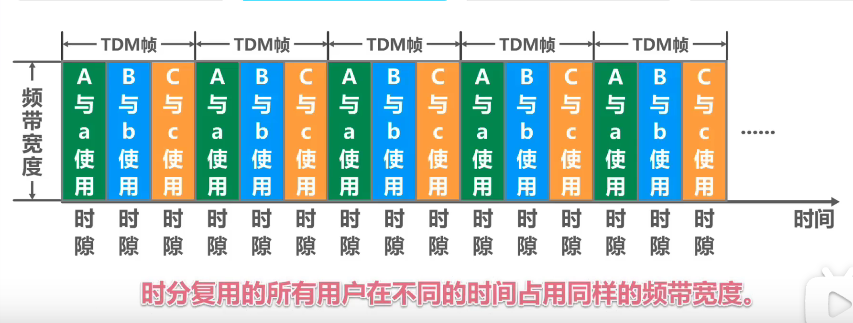 TDM帧 TDM帧 TDM帧 TDM帧 TDM帧
频带宽度
A与a使用 B与b使用 C与c使用 A与a使用 B与b使用 C与c使用 A与a使用 B与b使用 C与c使用 A与a使用 B与b使用 C与c使用 A与a使用 B与b使用 C与c使用 ……
时隙 时隙 时隙 时隙 时隙 时隙 时隙 时隙 时隙 时隙 时隙 时隙 时隙 时隙 时隙 时间
时分复用的所有用户在不同的时间占用同样的频带宽度。